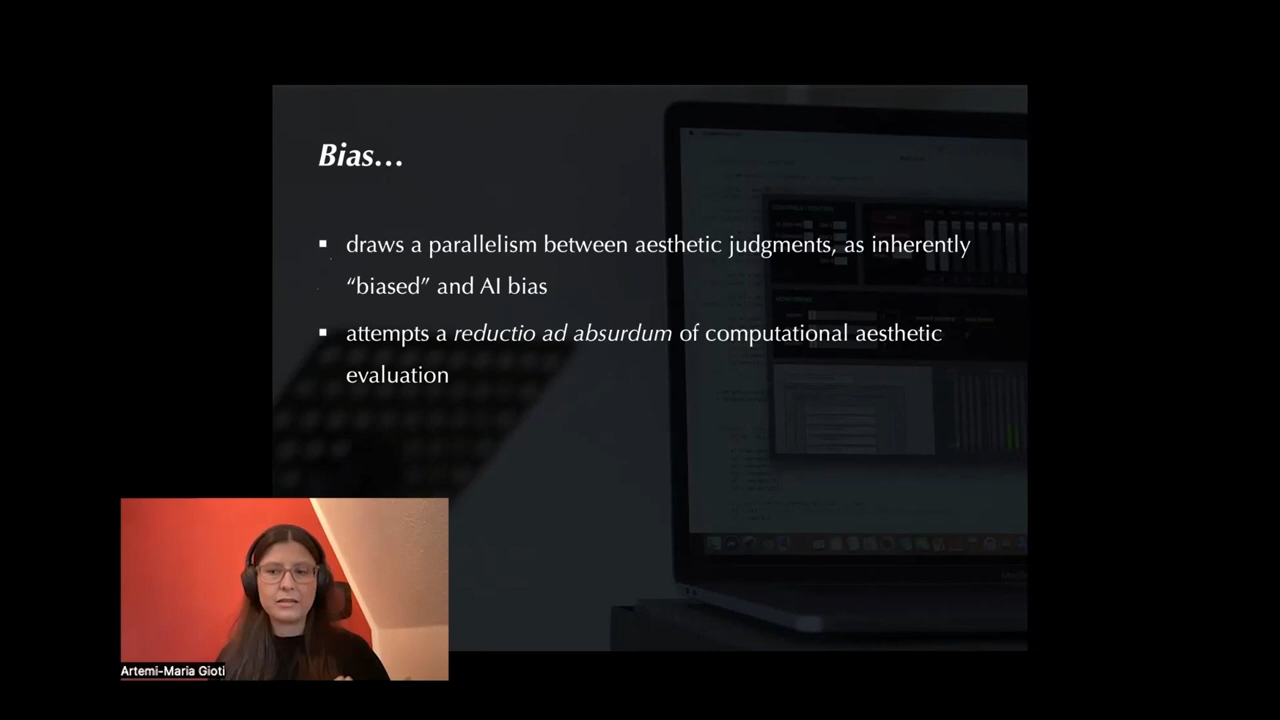 Bias...
▪ draws a parallelism between aesthetic judgments, as inherently
“biased” and AI bias
▪ attempts a reductio ad absurdum of computational aesthetic
evaluation
Artemi-Maria Gioti